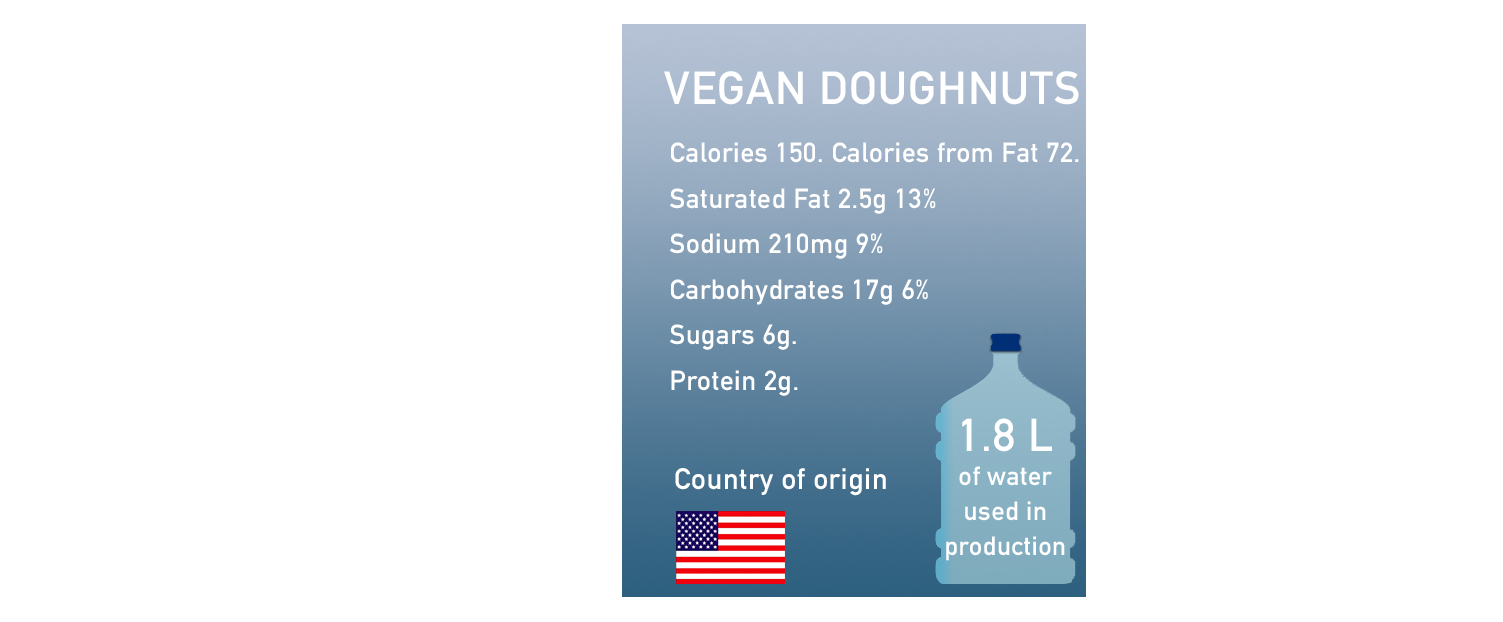 VEGAN DOUGHNUTS
Calories 150. Calories from Fat 72.
Saturated Fat 2.5g 13%
Sodium 210mg 9%
Carbohydrates 17g 6%
Sugars 6g.
Protein 2g.
Country of origin
1.8 L
of water
used in
production